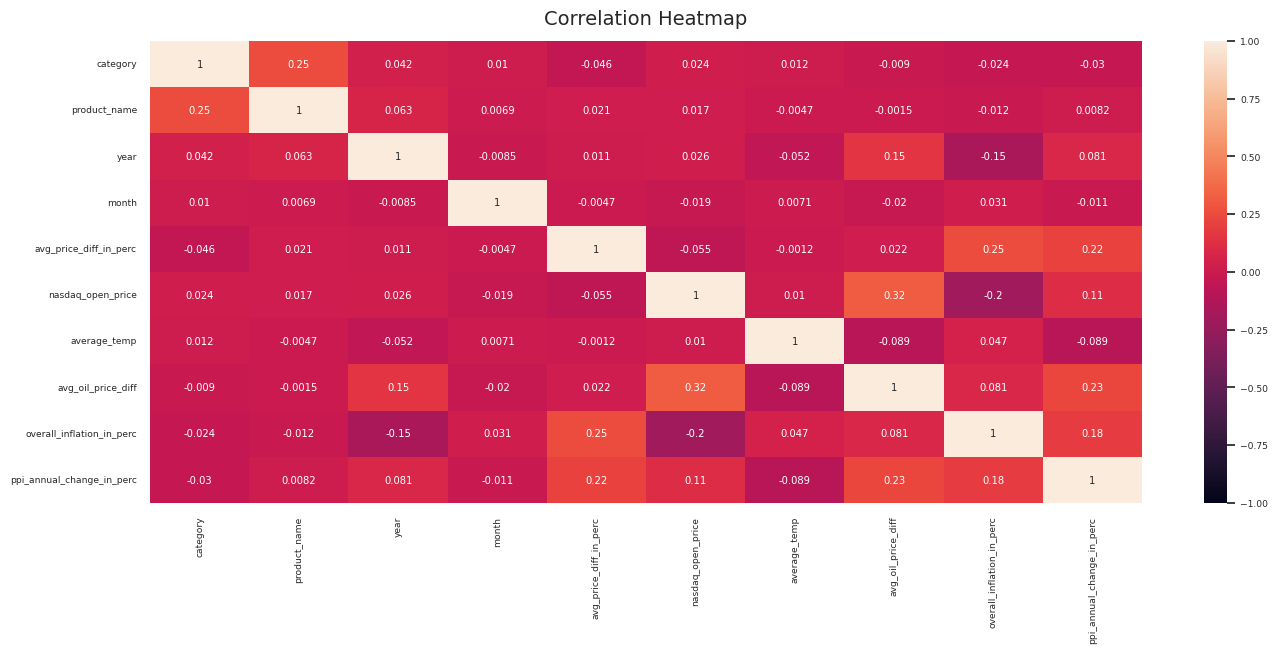 Correlation Heatmap
category 1 0.25 0.042 0.01 -0.046 0.024 0.012 -0.009 -0.024 -0.03
product_name 0.25 1 0.063 0.0069 0.021 0.017 -0.0047 -0.0015 -0.012 0.0082
year 0.042 0.063 1 -0.0085 0.011 0.026 -0.052 0.15 -0.15 0.081
month 0.01 0.0069 -0.0085 1 -0.0047 -0.019 0.0071 -0.02 0.031 -0.011
avg_price_diff_in_perc -0.046 0.021 0.011 -0.0047 1 -0.055 -0.0012 0.022 0.25 0.22
nasdaq_open_price 0.024 0.017 0.026 -0.019 -0.055 1 0.01 0.32 -0.2 0.11
average_temp 0.012 -0.0047 -0.052 0.0071 -0.0012 0.01 1 -0.089 0.047 -0.089
avg_oil_price_diff -0.009 -0.0015 0.15 -0.02 0.022 0.32 -0.089 1 0.081 0.23
overall_inflation_in_perc -0.024 -0.012 -0.15 0.031 0.25 -0.2 0.047 0.081 1 0.18
ppi_annual_change_in_perc -0.03 0.0082 0.081 -0.011 0.22 0.11 -0.089 0.23 0.18 1
category
product_name
year
month
avg_price_diff_in_perc
nasdaq_open_price
average_temp
avg_oil_price_diff
overall_inflation_in_perc
ppi_annual_change_in_perc
1.00
0.75
0.50
0.25
0.00
−0.25
−0.50
−0.75
−1.00